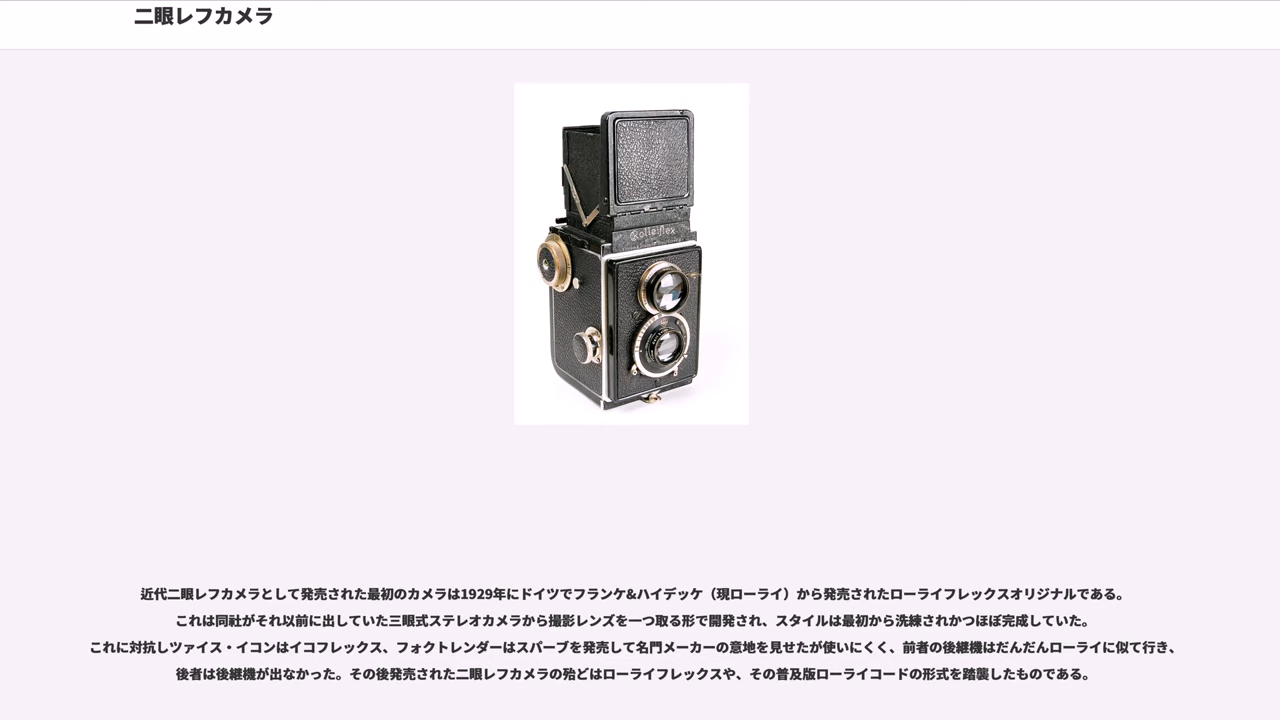 二眼レフカメラ
Rolleiflex
近代二眼レフカメラとして発売された最初のカメラは1929年にドイツでフランケ&ハイデッケ（現ローライ）から発売されたローライフレックスオリジナルである。
これは同社がそれ以前に出していた三眼式ステレオカメラから撮影レンズを一つ取る形で開発され、スタイルは最初から洗練されかつほぼ完成していた。
これに対抗しツァイス・イコンはイコフレックス、フォクトレンダーはスパーブを発売して名門メーカーの意地を見せたが使いにくく、前者の後継機はだんだんローライに似て行き、
後者は後継機が出なかった。その後発売された二眼レフカメラの殆どはローライフレックスや、その普及版ローライコードの形式を踏襲したものである。